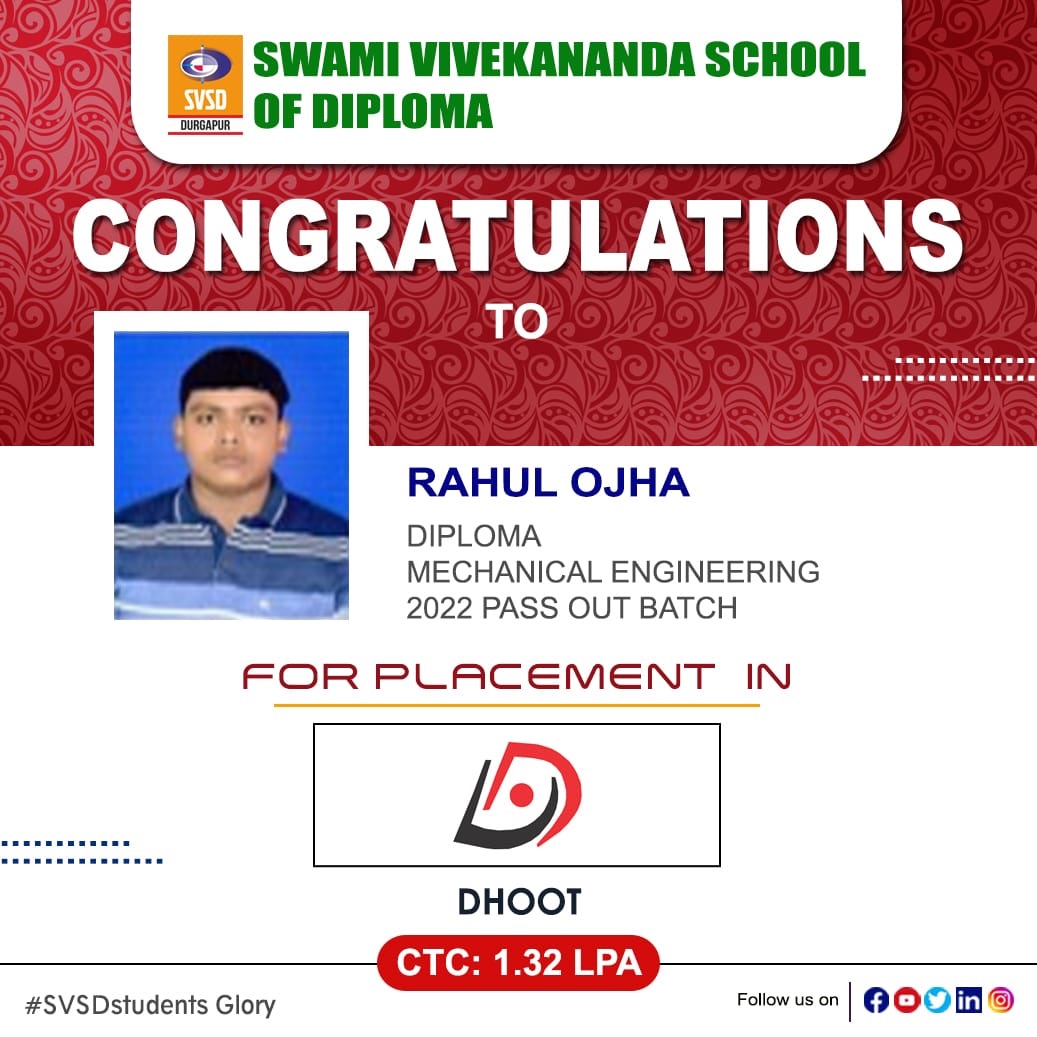 SVSD
DURGAPUR
SWAMI VIVEKANANDA SCHOOL
OF DIPLOMA
CONGRATULATIONS
TO
RAHUL OJHA
DIPLOMA
MECHANICAL ENGINEERING
2022 PASS OUT BATCH
FOR PLACEMENT IN
DHOOT
CTC: 1.32 LPA
#SVSDstudents Glory
Follow us on